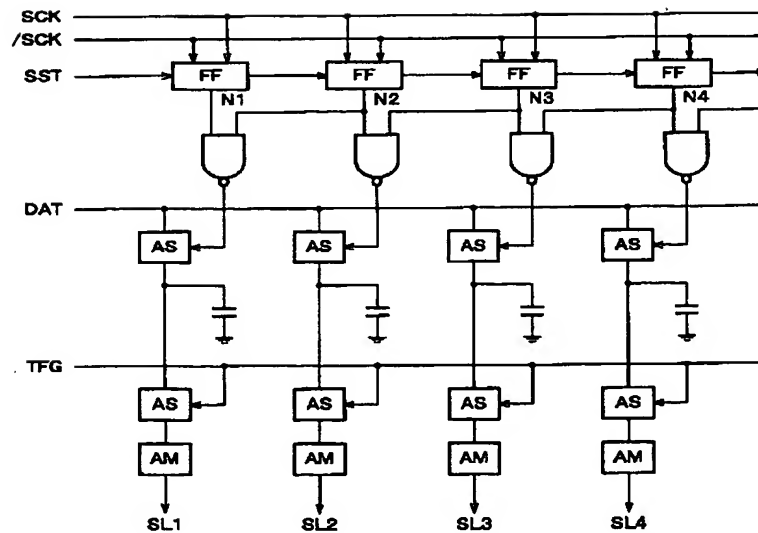 SCK
/SCK
SST FF FF FF FF
N1 N2 N3 N4
DAT
AS AS AS AS
TFG
AS AS AS AS
AM AM AM AM
SL1 SL2 SL3 SL4